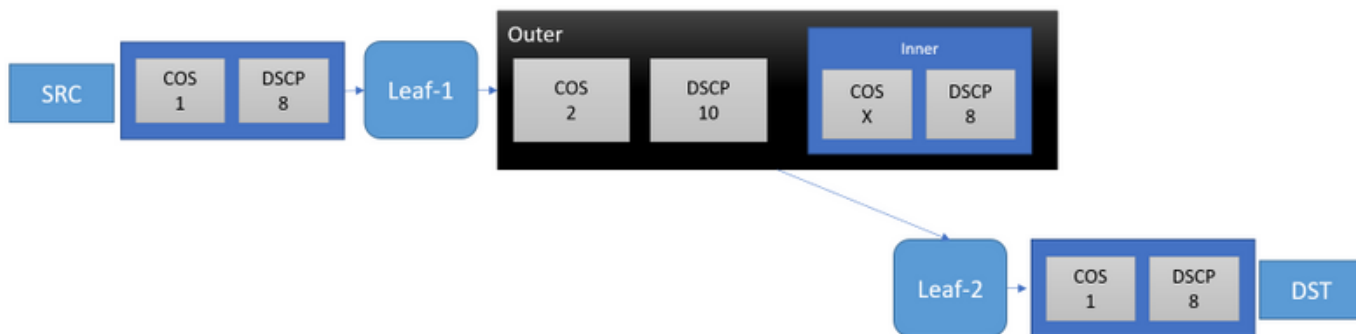 SRC
COS
1
DSCP
8
Leaf-1
Outer
COS
2
DSCP
10
Inner
COS
X
DSCP
8
Leaf-2
COS
1
DSCP
8
DST